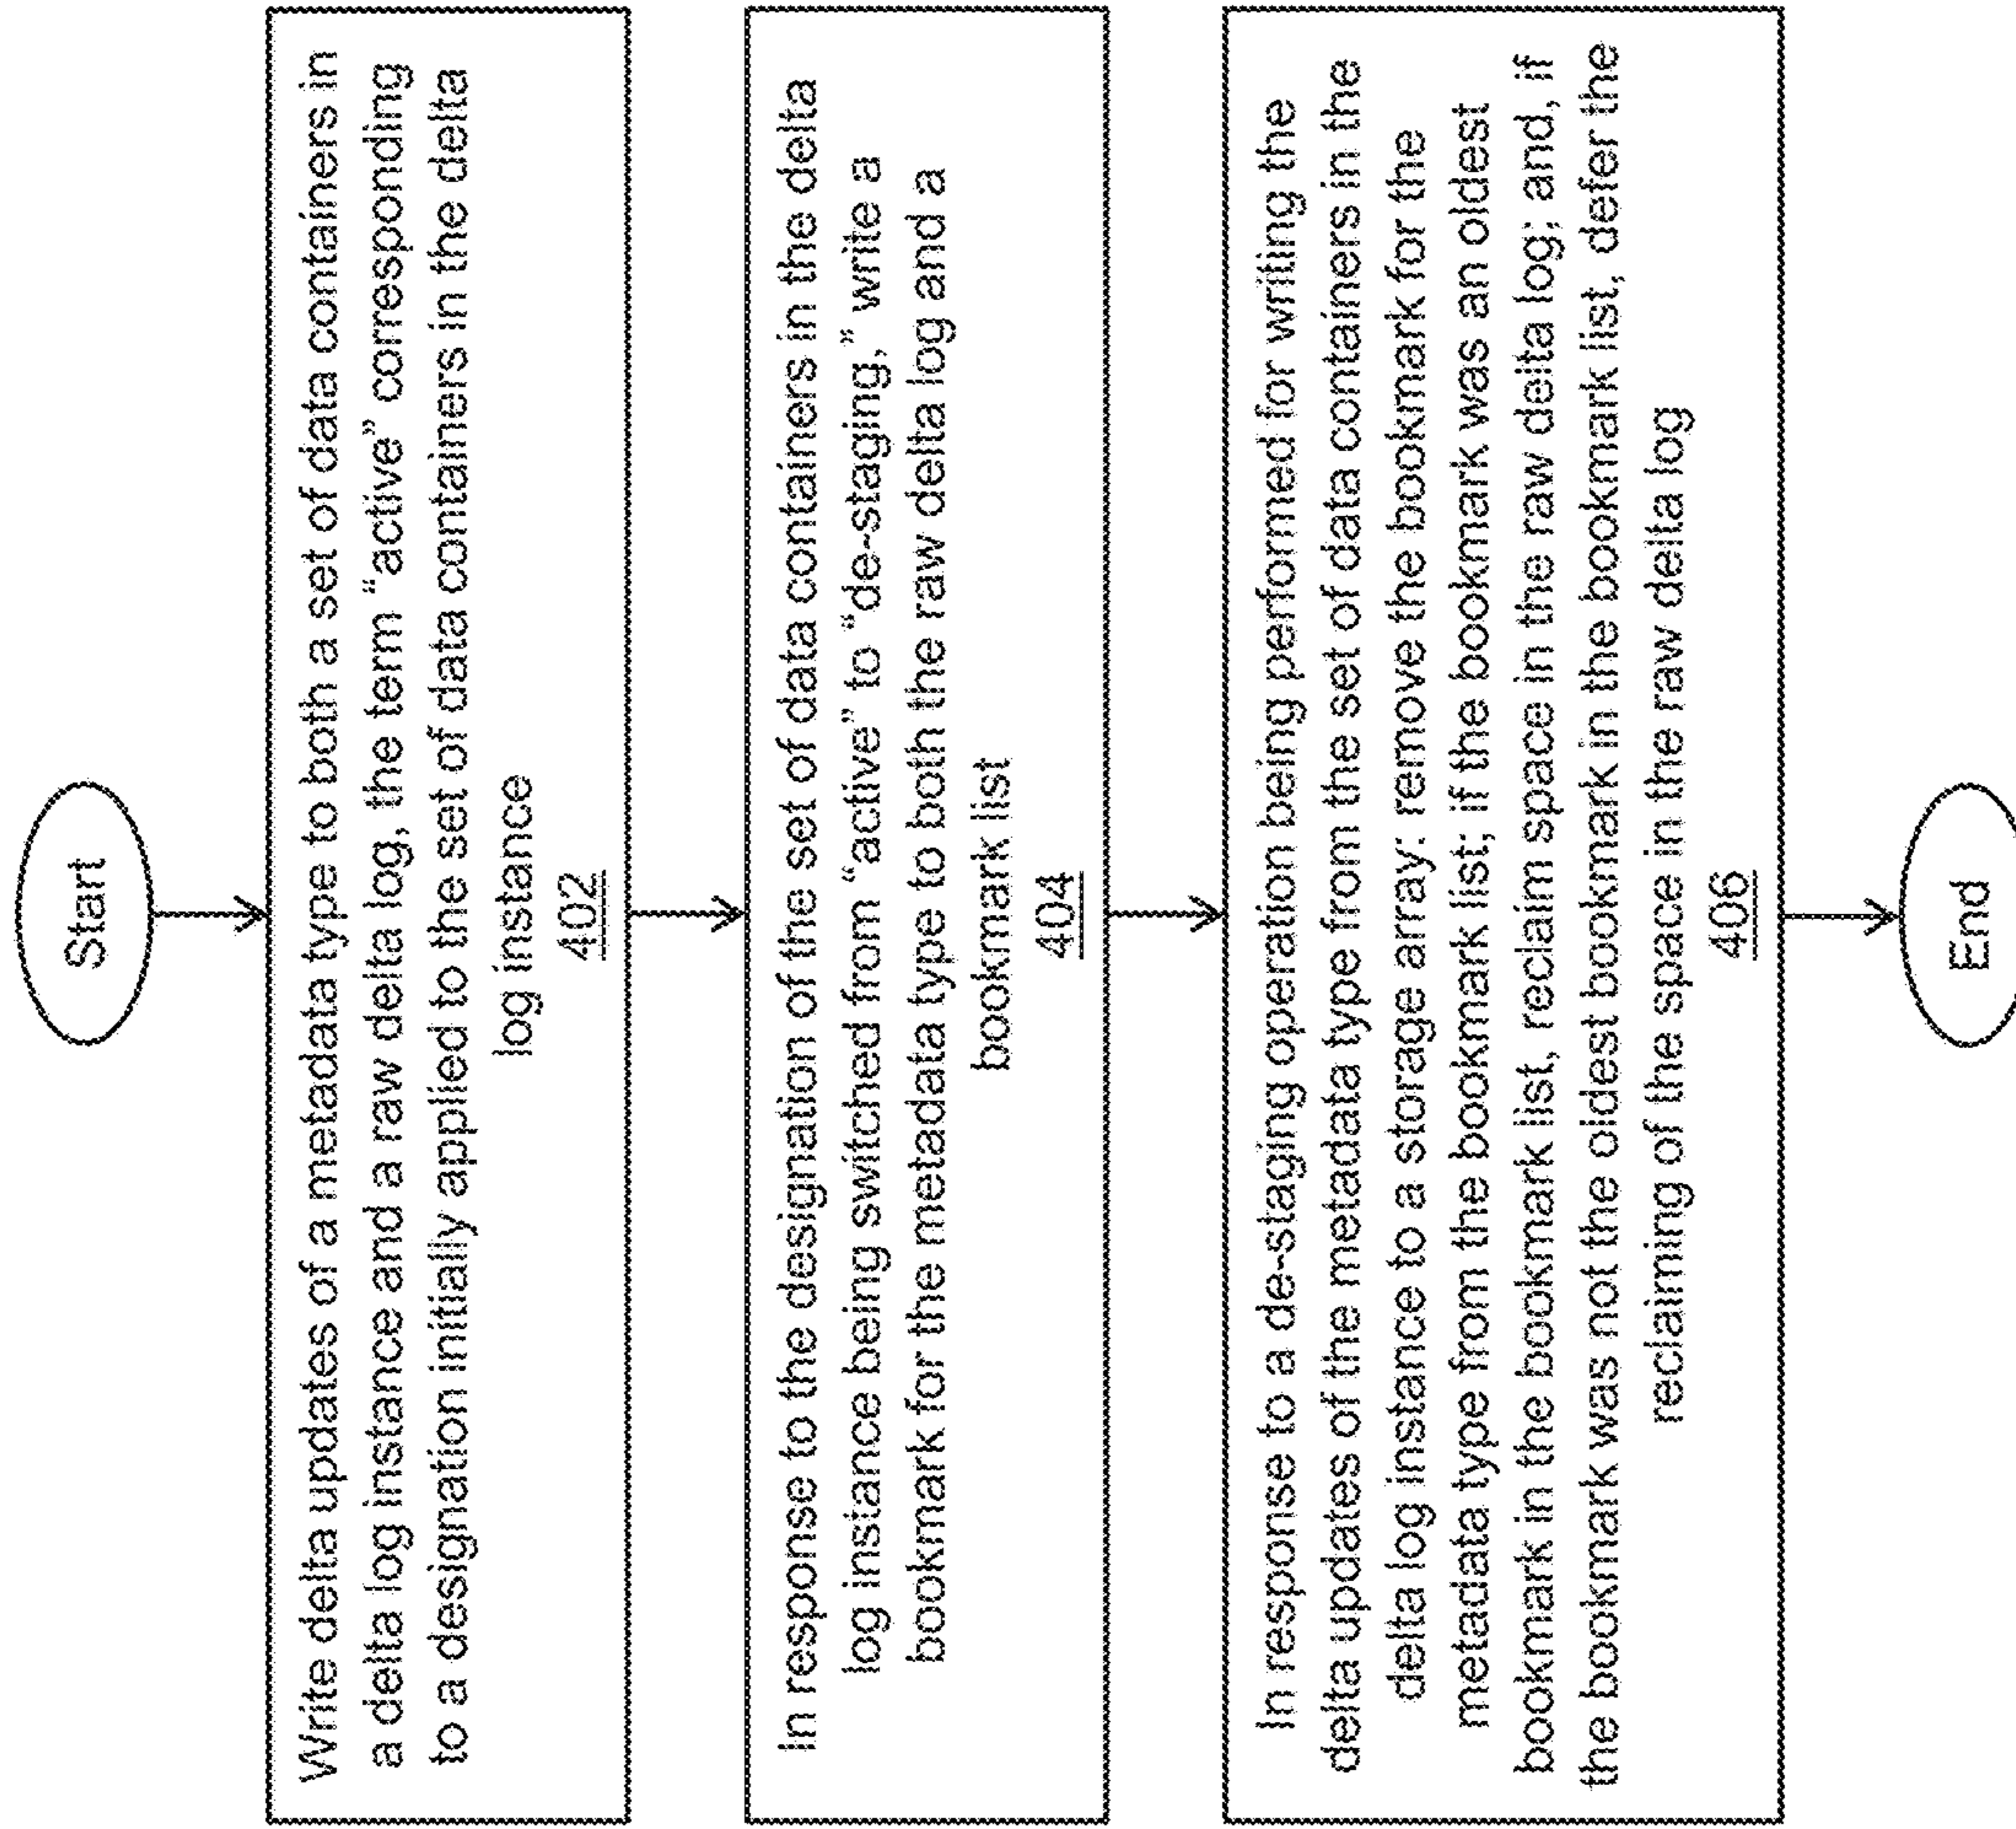 Start
Write delta updates of a metadata type to both a set of data containers in
a delta log instance and a raw delta log, the term “active” corresponding
to a designation initially applied to the set of data containers in the delta
log instance
402
In response to the designation of the set of data containers in the delta
log instance being switched from “active” to “de-staging,” write a
bookmark for the metadata type to both the raw delta log and a
bookmark list
404
In response to a de-staging operation being performed for writing the
delta updates of the metadata type from the set of data containers in the
delta log instance to a storage array: remove the bookmark for the
metadata type from the bookmark list; if the bookmark was an oldest
bookmark in the bookmark list, reclaim space in the raw delta log; and, if
the bookmark was not the oldest bookmark in the bookmark list, defer the
reclaiming of the space in the raw delta log
406
End